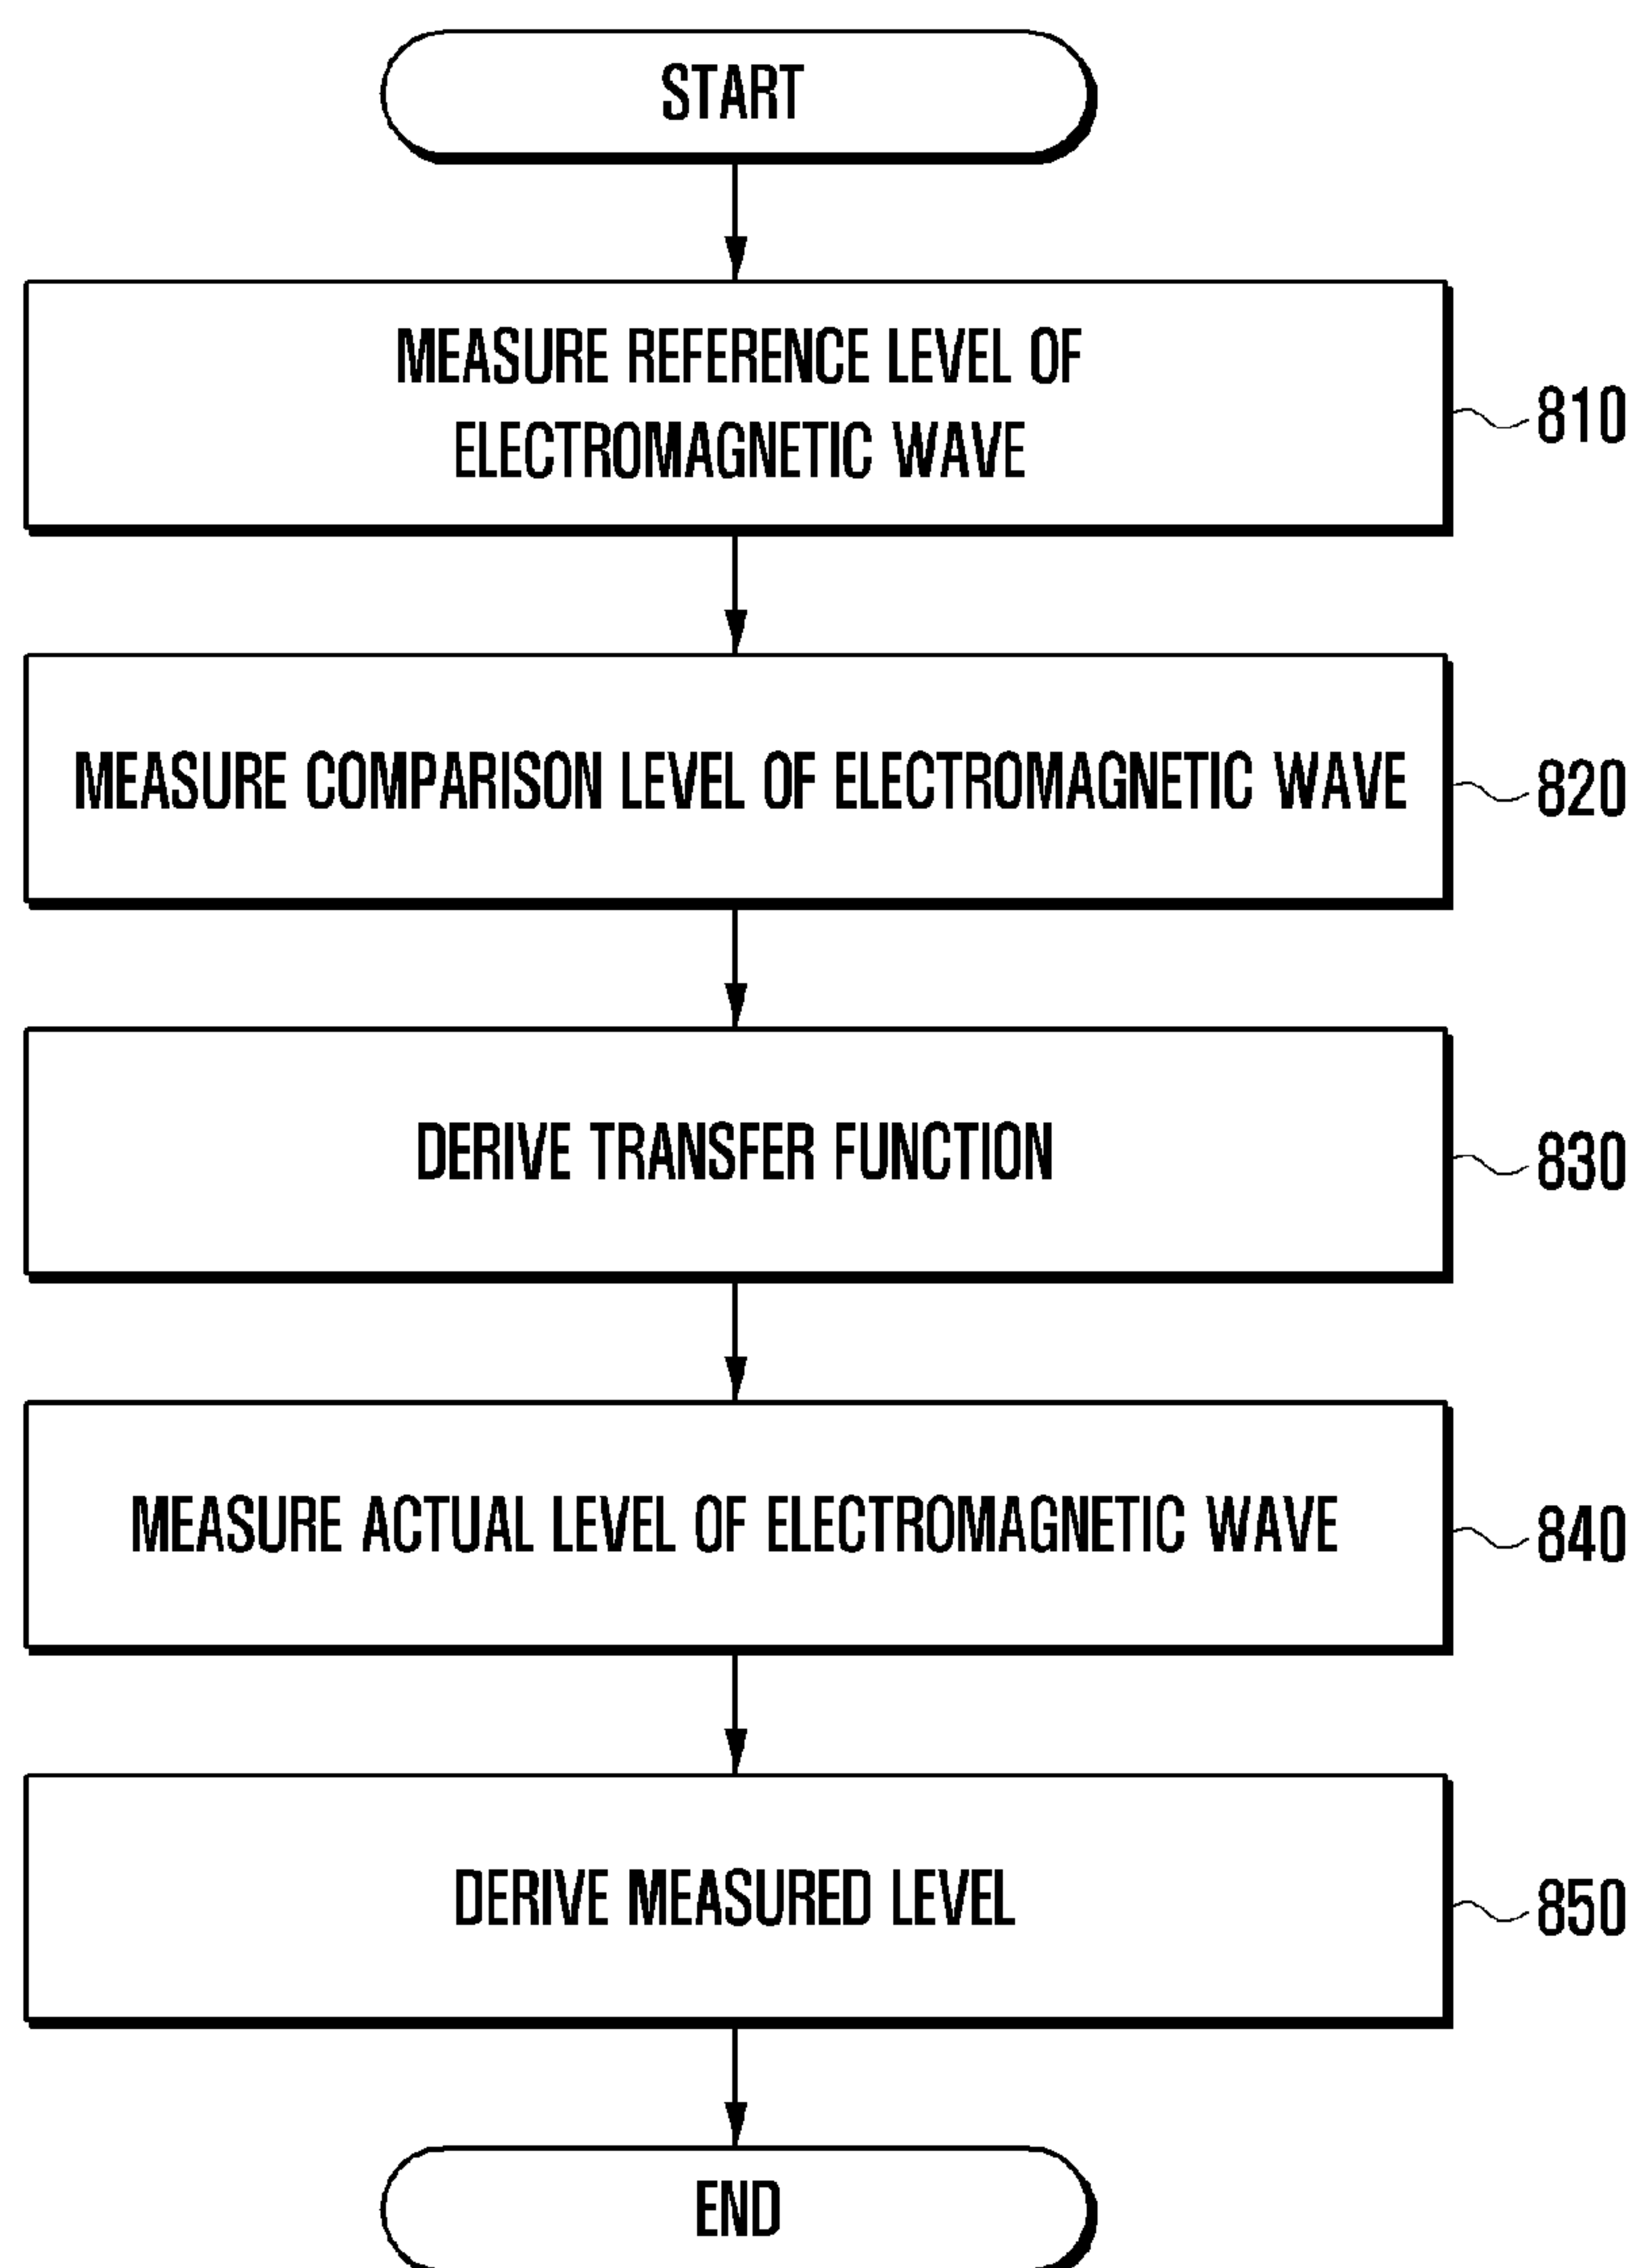 START
MEASURE REFERENCE LEVEL OF
ELECTROMAGNETIC WAVE
810
MEASURE COMPARISON LEVEL OF ELECTROMAGNETIC WAVE
820
DERIVE TRANSFER FUNCTION
830
MEASURE ACTUAL LEVEL OF ELECTROMAGNETIC WAVE
840
DERIVE MEASURED LEVEL
850
END